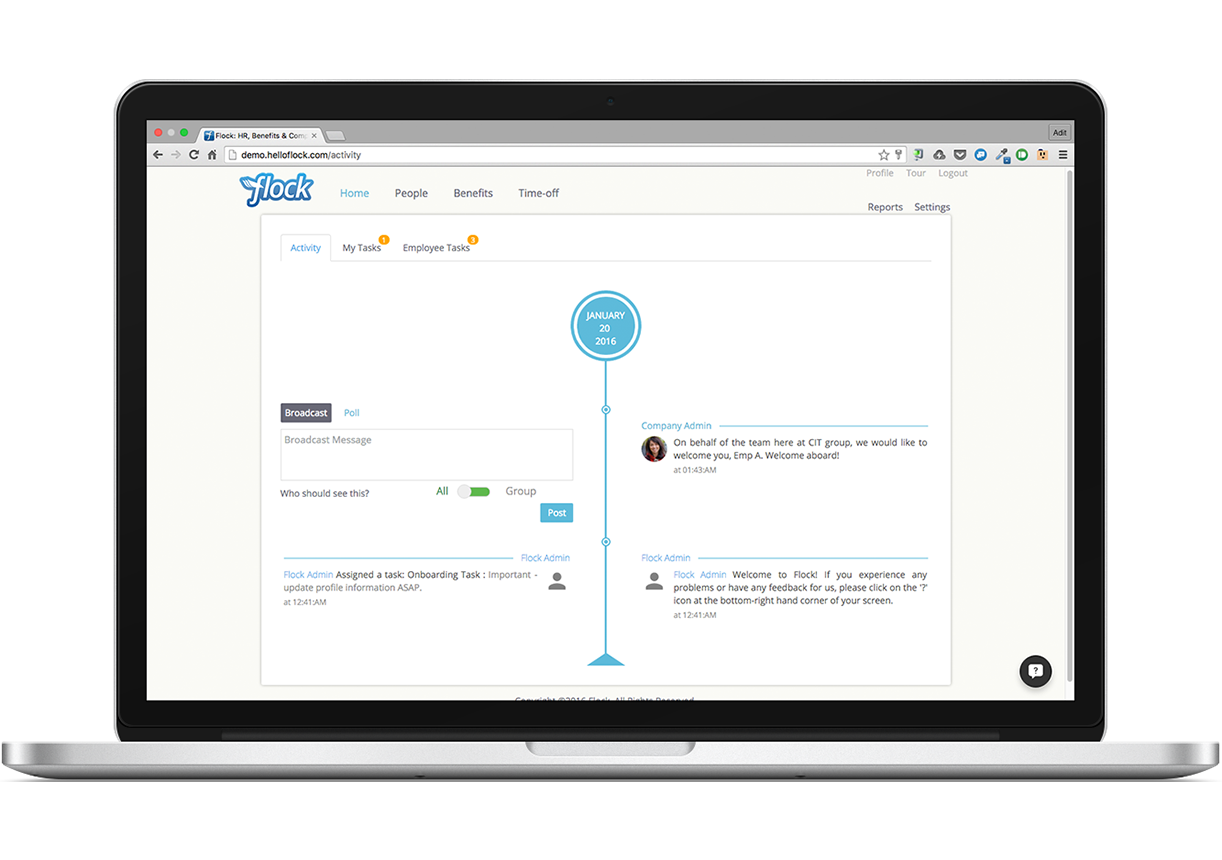 Flock: HR, Benefits & Com
Adit
demo.helloflock.com/activity
Profile Tour Logout
flock
Home People Benefits Time-off
Reports Settings
Activity My Tasks 1 Employee Tasks 3
JANUARY
20
2016
Broadcast Poll
Broadcast Message
Who should see this? All Group
Post
Company Admin
On behalf of the team here at CIT group, we would like to
welcome you, Emp A. Welcome aboard!
at 01:43:AM
Flock Admin
Flock Admin Assigned a task: Onboarding Task : Important -
update profile information ASAP.
at 12:41:AM
Flock Admin
Flock Admin Welcome to Flock! If you experience any
problems or have any feedback for us, please click on the '?'
icon at the bottom-right hand corner of your screen.
at 12:41:AM
?
Copyright ©2016 Flock. All Rights Reserved